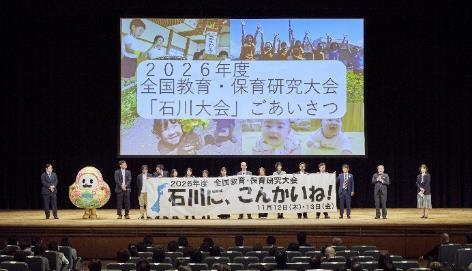 ２０２６年度
全国教育・保育研究大会
「石川大会」ごあいさつ
２０２６年度 全国教育・保育研究大会
石川に、こんかいね！
１１月１２日(木)・１３日(金)